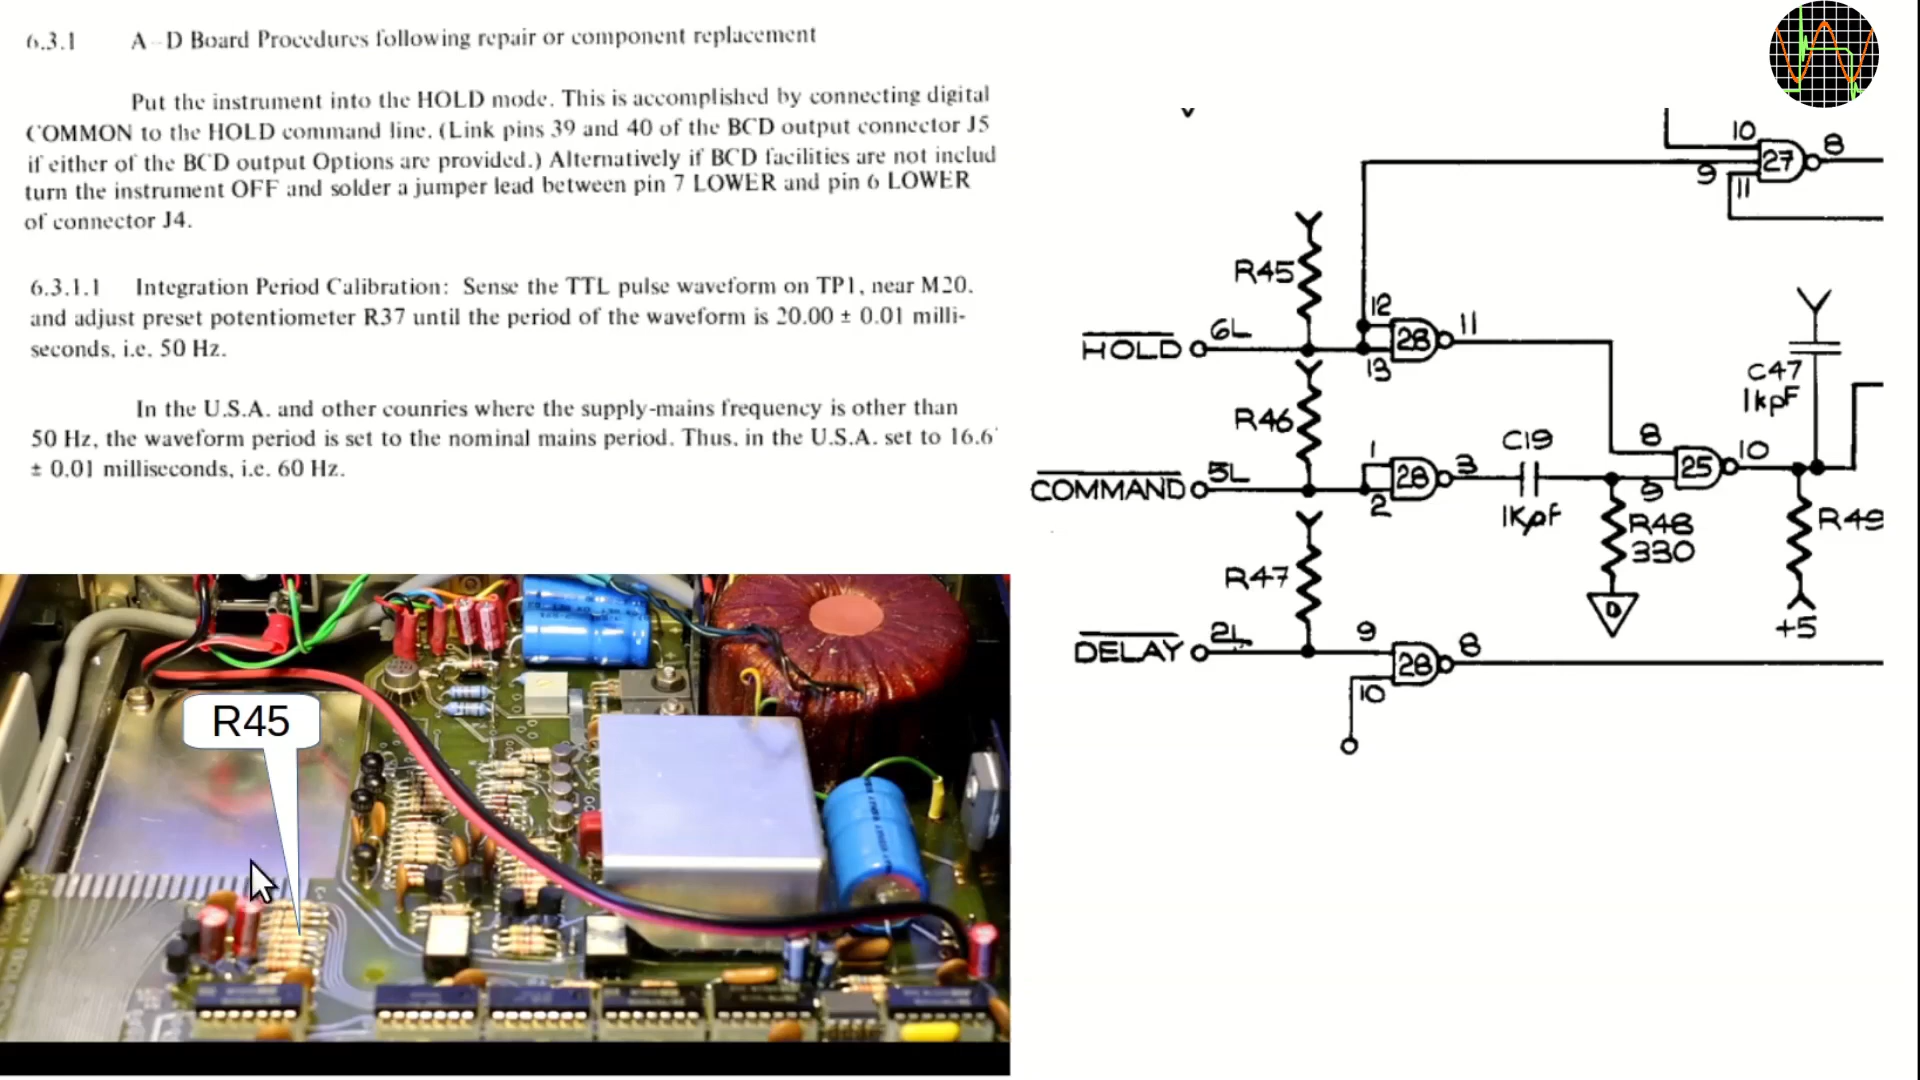 6.3.1 A - D Board Procedures following repair or component replacement
Put the instrument into the HOLD mode. This is accomplished by connecting digital
COMMON to the HOLD command line. (Link pins 39 and 40 of the BCD output connector J5
if either of the BCD output Options are provided.) Alternatively if BCD facilities are not includ
turn the instrument OFF and solder a jumper lead between pin 7 LOWER and pin 6 LOWER
of connector J4.
6.3.1.1 Integration Period Calibration: Sense the TTL pulse waveform on TP1, near M20.
and adjust preset potentiometer R37 until the period of the waveform is 20.00 ± 0.01 milli-
seconds, i.e. 50 Hz.
In the U.S.A. and other counries where the supply-mains frequency is other than
50 Hz, the waveform period is set to the nominal mains period. Thus, in the U.S.A. set to 16.6
± 0.01 milliseconds, i.e. 60 Hz.
R45
10
27
8
9
11
R45
12
HOLD
6L
28
11
13
C47
1kpF
R46
COMMAND
5L
1
28
3
2
C19
1Kpf
8
25
10
9
R48
330
D
R49
+5
R47
DELAY
2L
9
28
8
10